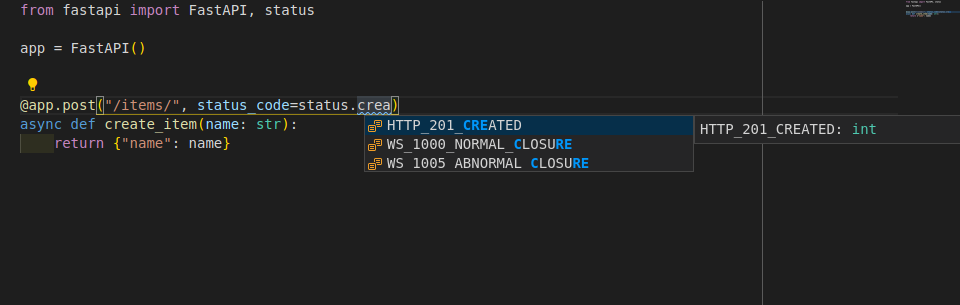 from fastapi import FastAPI, status
app = FastAPI()
@app.post("/items/", status_code=status.crea)
async def create_item(name: str):
HTTP_201_CREATED
HTTP_201_CREATED: int
return {"name": name}
WS_1000_NORMAL_CLOSURE
WS_1005_ABNORMAL_CLOSURE